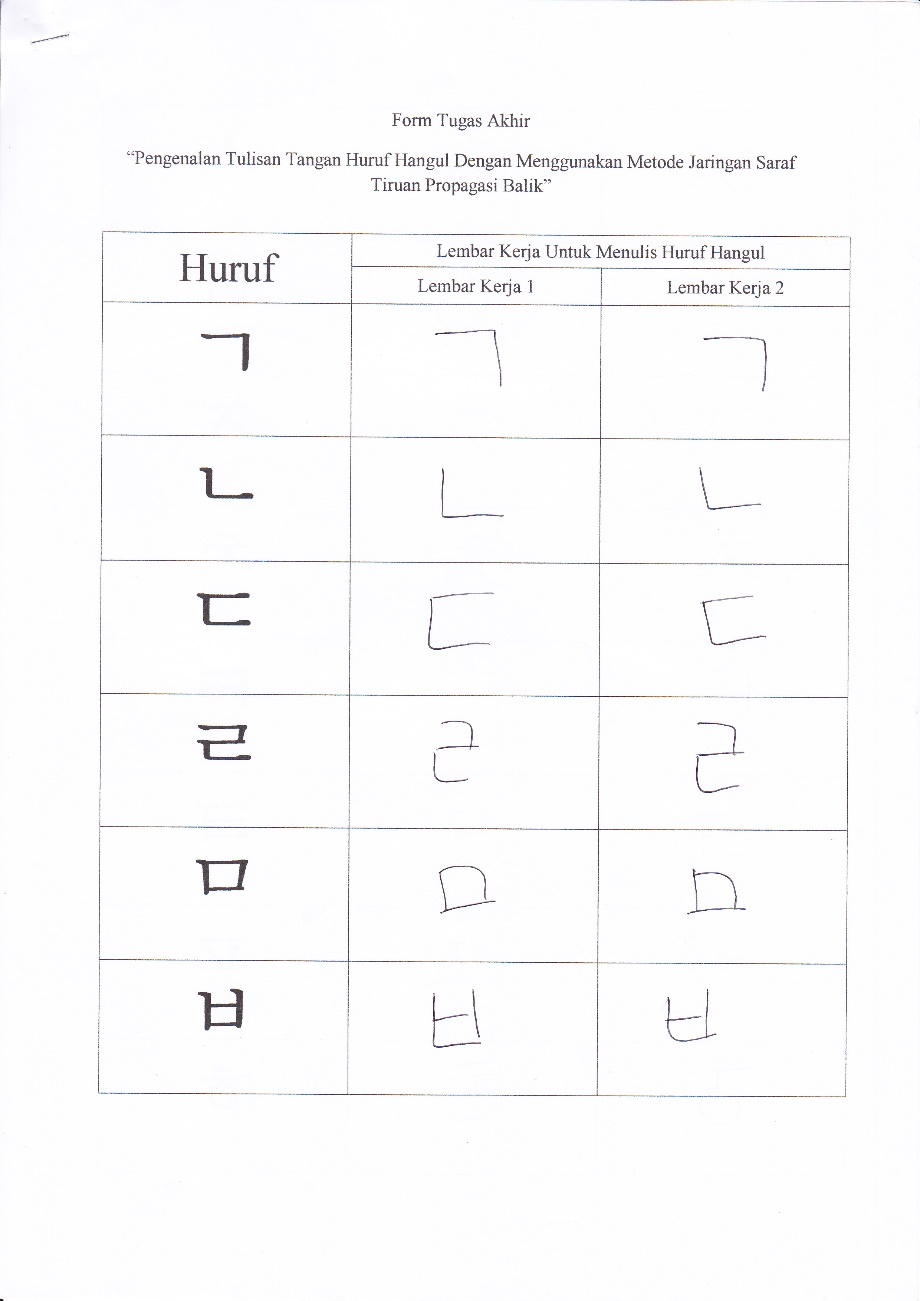 Form Tugas Akhir
“Pengenalan Tulisan Tangan Huruf Hangul Dengan Menggunakan Metode Jaringan Saraf
Tiruan Propagasi Balik”
Huruf
Lembar Kerja Untuk Menulis Huruf Hangul
Lembar Kerja 1 Lembar Kerja 2
ㄱ ㄱ ㄱ
ㄴ ㄴ ㄴ
ㄷ ㄷ ㄷ
ㄹ ㄹ ㄹ
ㅁ ㅁ ㅁ
ㅂ ㅂ ㅂ